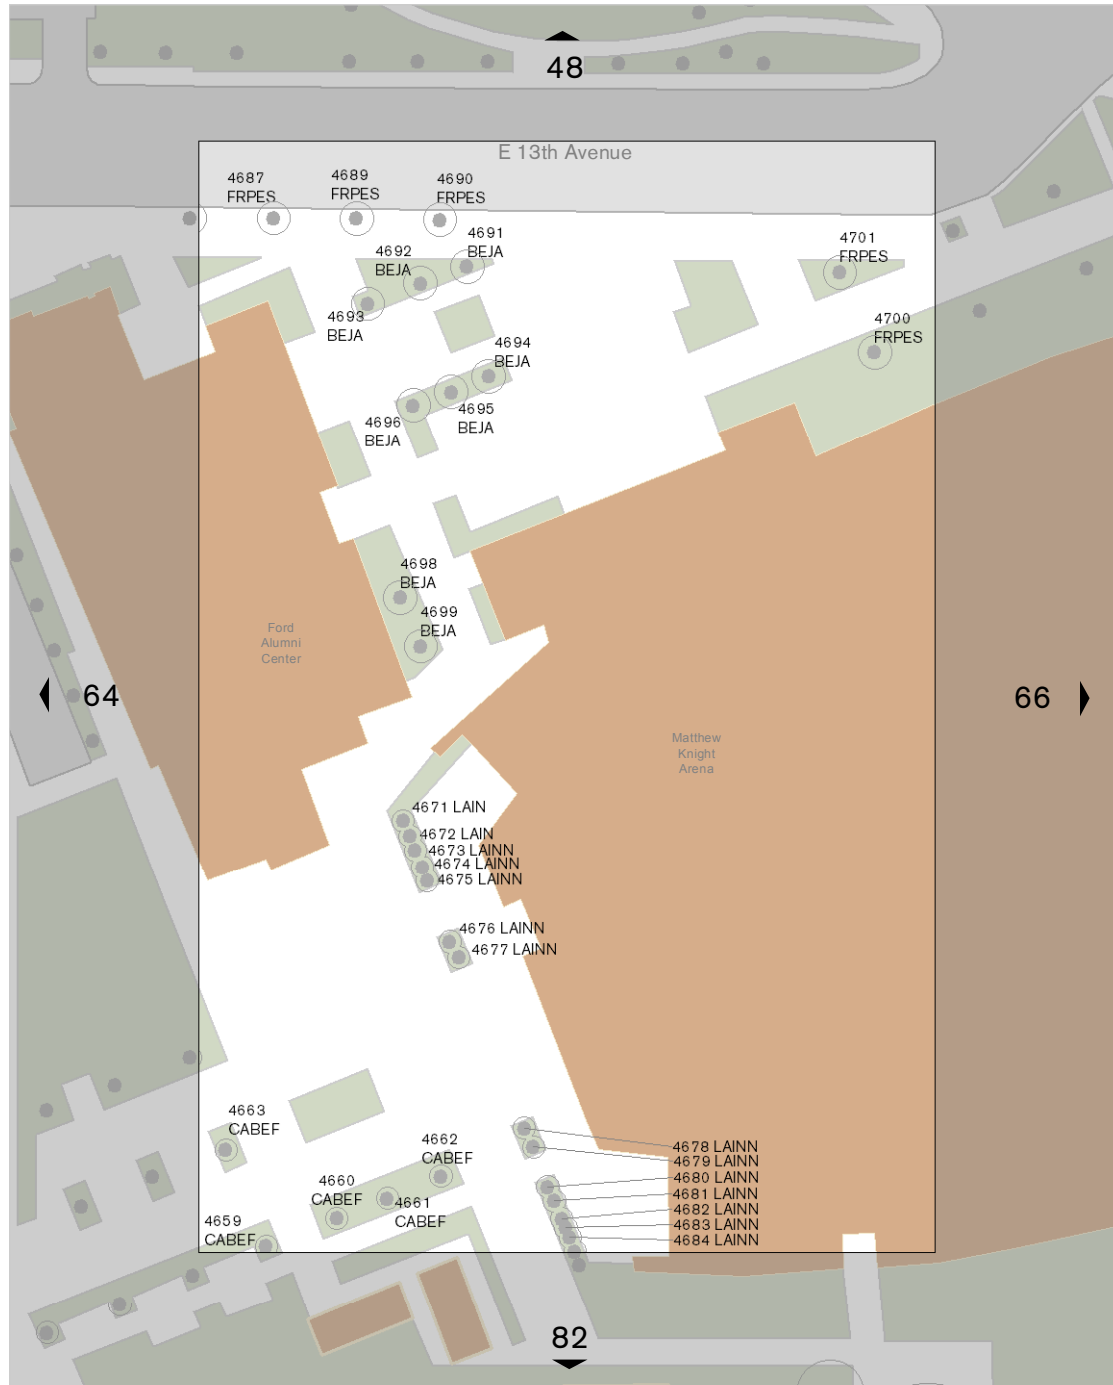 48
E 13th Avenue
4687
FRPES
4689
FRPES
4690
FRPES
4691
BEJA
4692
BEJA
4693
BEJA
4701
FRPES
4700
FRPES
4694
BEJA
4695
BEJA
4696
BEJA
4698
BEJA
4699
BEJA
Ford
Alumni
Center
64
66
Matthew
Knight
Arena
4671 LAIN
4672 LAIN
4673 LAINN
4674 LAINN
4675 LAINN
4676 LAINN
4677 LAINN
4663
CABEF
4662
CABEF
4660
CABEF
4661
CABEF
4659
CABEF
4678 LAINN
4679 LAINN
4680 LAINN
4681 LAINN
4682 LAINN
4683 LAINN
4684 LAINN
82